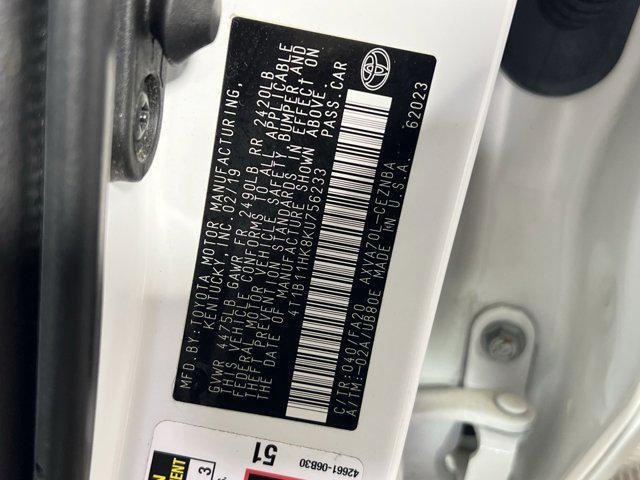 MFD. BY: TOYOTA MOTOR MANUFACTURING,
KENTUCKY, INC. 02/19
GVWR 4475LB GAWR FR 2490LB RR 2420LB
THIS VEHICLE CONFORMS TO ALL APPLICABLE
FEDERAL MOTOR VEHICLE SAFETY BUMPER, AND
THEFT PREVENTION STANDARDS IN EFFECT ON
THE DATE OF MANUFACTURE SHOWN ABOVE.
4T1B11HK8KU756233 PASS. CAR
C/TR: 040/FA20 AXVA70L-CEZNBA
A/TM: -02A/UB80E MADE IN U.S.A.
62023
51
42661-06B30
3